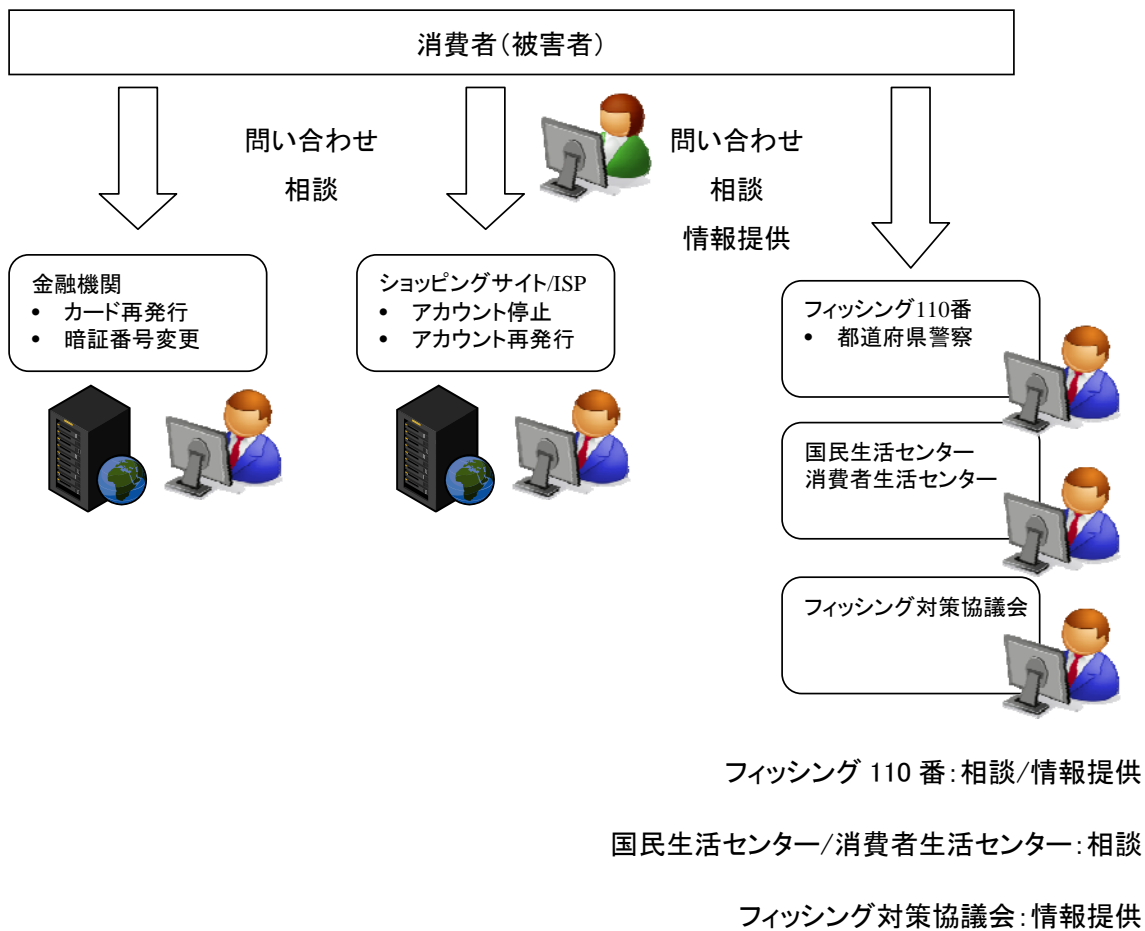 消費者（被害者）
問い合わせ
相談
問い合わせ
相談
情報提供
金融機関
• カード再発行
• 暗証番号変更
ショッピングサイト/ISP
• アカウント停止
• アカウント再発行
フィッシング110番
• 都道府県警察
国民生活センター
消費者生活センター
フィッシング対策協議会
フィッシング 110 番：相談/情報提供
国民生活センター/消費者生活センター：相談
フィッシング対策協議会：情報提供